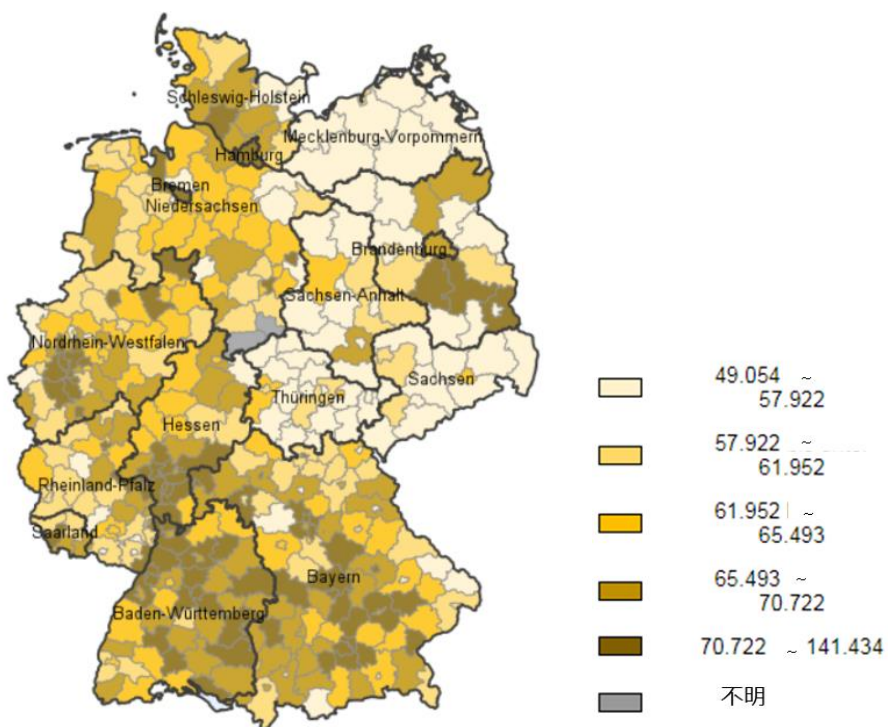 Schleswig-Holstein
Mecklenburg-Vorpommern
Hamburg
Bremen
Niedersachsen
Brandenburg
Sachsen-Anhalt
Nordrhein-Westfalen
Sachsen
Thüringen
Hessen
Rheinland-Pfalz
Saarland
Bayern
Baden-Württemberg
49.054 ~
57.922
57.922 ~
61.952
61.952 ~
65.493
65.493 ~
70.722
70.722 ~ 141.434
不明